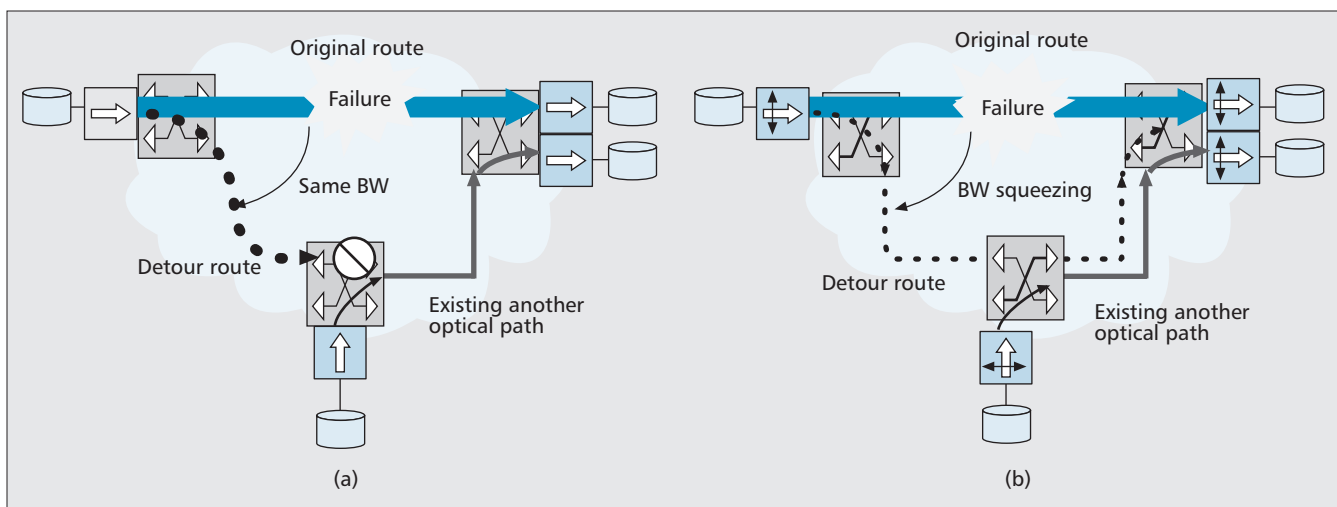 Original route
Failure
Same BW
Detour route
Existing another
optical path
(a)
Original route
Failure
BW squeezing
Detour route
Existing another
optical path
(b)